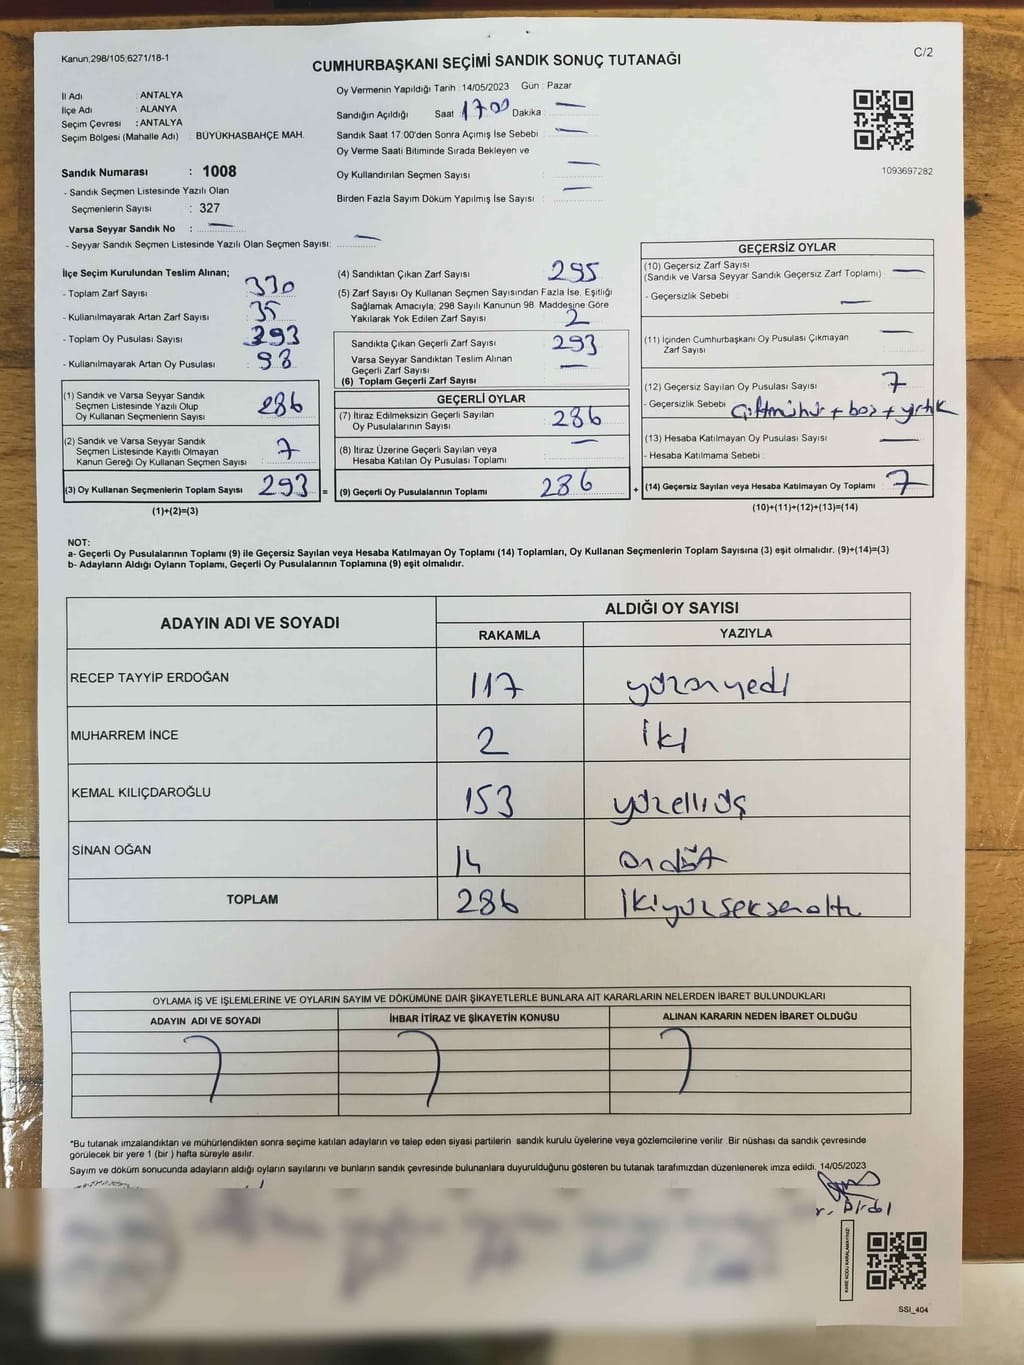 Kanun;298/105;6271/18-1
C/2
CUMHURBAŞKANI SEÇİMİ SANDIK SONUÇ TUTANAĞI
İl Adı : ANTALYA
İlçe Adı : ALANYA
Seçim Çevresi : ANTALYA
Seçim Bölgesi (Mahalle Adı) : BÜYÜKHASBAHÇE MAH.
Sandık Numarası : 1008
- Sandık Seçmen Listesinde Yazılı Olan
Seçmenlerin Sayısı : 327
Varsa Seyyar Sandık No : —
- Seyyar Sandık Seçmen Listesinde Yazılı Olan Seçmen Sayısı: —
Oy Vermenin Yapıldığı Tarih : 14/05/2023 Gün : Pazar
Sandığın Açıldığı Saat 17 00 Dakika —
Sandık Saat 17:00'den Sonra Açımış İse Sebebi —
Oy Verme Saati Bitiminde Sırada Bekleyen ve
Oy Kullandırılan Seçmen Sayısı : —
Birden Fazla Sayım Döküm Yapılmış İse Sayısı : —
1093697282
İlçe Seçim Kurulundan Teslim Alınan;
- Toplam Zarf Sayısı : 330
- Kullanılmayarak Artan Zarf Sayısı : 35
- Toplam Oy Pusulası Sayısı : 393
- Kullanılmayarak Artan Oy Pusulası : 98
(1) Sandık ve Varsa Seyyar Sandık
Seçmen Listesinde Yazılı Olup
Oy Kullanan Seçmenlerin Sayısı : 286
(2) Sandık ve Varsa Seyyar Sandık
Seçmen Listesinde Kayıtlı Olmayan
Kanun Gereği Oy Kullanan Seçmen Sayısı : 7
(3) Oy Kullanan Seçmenlerin Toplam Sayısı 293 =
(1)+(2)=(3)
(4) Sandıktan Çıkan Zarf Sayısı : 295
(5) Zarf Sayısı Oy Kullanan Seçmen Sayısından Fazla İse, Eşitliği
Sağlamak Amacıyla; 298 Sayılı Kanunun 98. Maddesine Göre
Yakılarak Yok Edilen Zarf Sayısı : 2
Sandıkta Çıkan Geçerli Zarf Sayısı : 293
Varsa Seyyar Sandıktan Teslim Alınan
Geçerli Zarf Sayısı : —
(6) Toplam Geçerli Zarf Sayısı
GEÇERLİ OYLAR
(7) İtiraz Edilmeksizin Geçerli Sayılan
Oy Pusulalarının Sayısı : 286
(8) İtiraz Üzerine Geçerli Sayılan veya
Hesaba Katılan Oy Pusulası Toplamı : —
(9) Geçerli Oy Pusulalarının Toplamı 286 +
GEÇERSİZ OYLAR
(10) Geçersiz Zarf Sayısı
(Sandık ve Varsa Seyyar Sandık Geçersiz Zarf Toplamı) : —
- Geçersizlik Sebebi : —
(11) İçinden Cumhurbaşkanı Oy Pusulası Çıkmayan
Zarf Sayısı : —
(12) Geçersiz Sayılan Oy Pusulası Sayısı : 7
- Geçersizlik Sebebi : Çiftmühür + boş + yırtık
(13) Hesaba Katılmayan Oy Pusulası Sayısı : —
- Hesaba Katılmama Sebebi :
(14) Geçersiz Sayılan veya Hesaba Katılmayan Oy Toplamı 7
(10)+(11)+(12)+(13)=(14)
NOT:
a- Geçerli Oy Pusulalarının Toplamı (9) ile Geçersiz Sayılan veya Hesaba Katılmayan Oy Toplamı (14) Toplamları, Oy Kullanan Seçmenlerin Toplam Sayısına (3) eşit olmalıdır. (9)+(14)=(3)
b- Adayların Aldığı Oyların Toplamı, Geçerli Oy Pusulalarının Toplamına (9) eşit olmalıdır.
ADAYIN ADI VE SOYADI
ALDIĞI OY SAYISI
RAKAMLA YAZIYLA
RECEP TAYYİP ERDOĞAN 117 yüzonyedi
MUHARREM İNCE 2 iki
KEMAL KILIÇDAROĞLU 153 yüzelliüç
SİNAN OĞAN 14 ondört
TOPLAM 286 ikiyüzseksenaltı
OYLAMA İŞ VE İŞLEMLERİNE VE OYLARIN SAYIM VE DÖKÜMÜNE DAİR ŞİKAYETLERLE BUNLARA AİT KARARLARIN NELERDEN İBARET BULUNDUKLARI
ADAYIN ADI VE SOYADI İHBAR İTİRAZ VE ŞİKAYETİN KONUSU ALINAN KARARIN NEDEN İBARET OLDUĞU
"Bu tutanak imzalandıktan ve mühürlendikten sonra seçime katılan adayların ve talep eden siyasi partilerin sandık kurulu üyelerine veya gözlemcilerine verilir .Bir nüshası da sandık çevresinde
görülecek bir yere 1 (bir ) hafta süreyle asılır.
Sayım ve döküm sonucunda adayların aldığı oyların sayılarını ve bunların sandık çevresinde bulunanlara duyurulduğunu gösteren bu tutanak tarafımızdan düzenlenerek imza edildi. 14/05/2023
KARE KODU KARALAMAYINIZ!
SSI_404